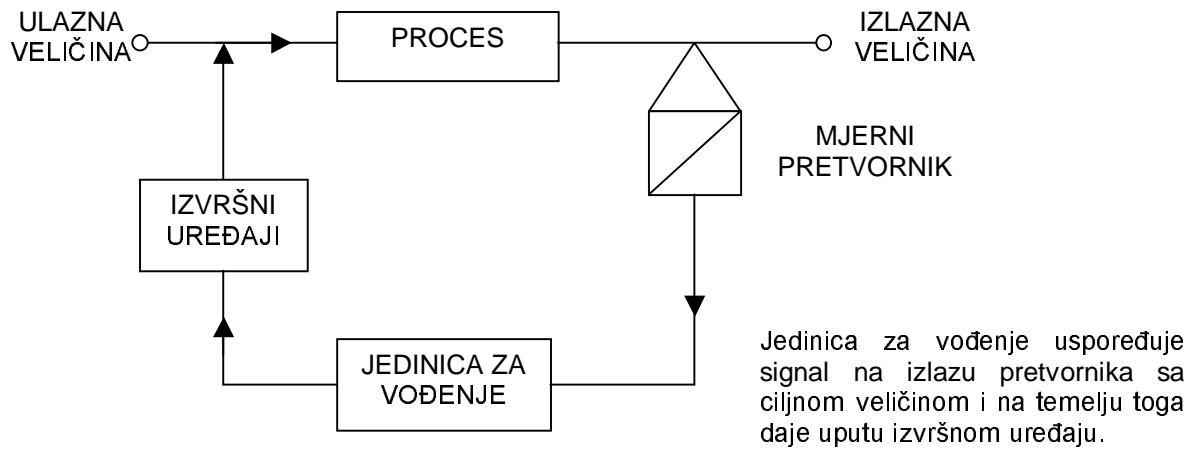 ULAZNA
VELIČINA
PROCES
IZLAZNA
VELIČINA
MJERNI
PRETVORNIK
IZVRŠNI
UREĐAJI
JEDINICA ZA
VOĐENJE
Jedinica za vođenje uspoređuje
signal na izlazu pretvornika sa
ciljnom veličinom i na temelju toga
daje uputu izvršnom uređaju.